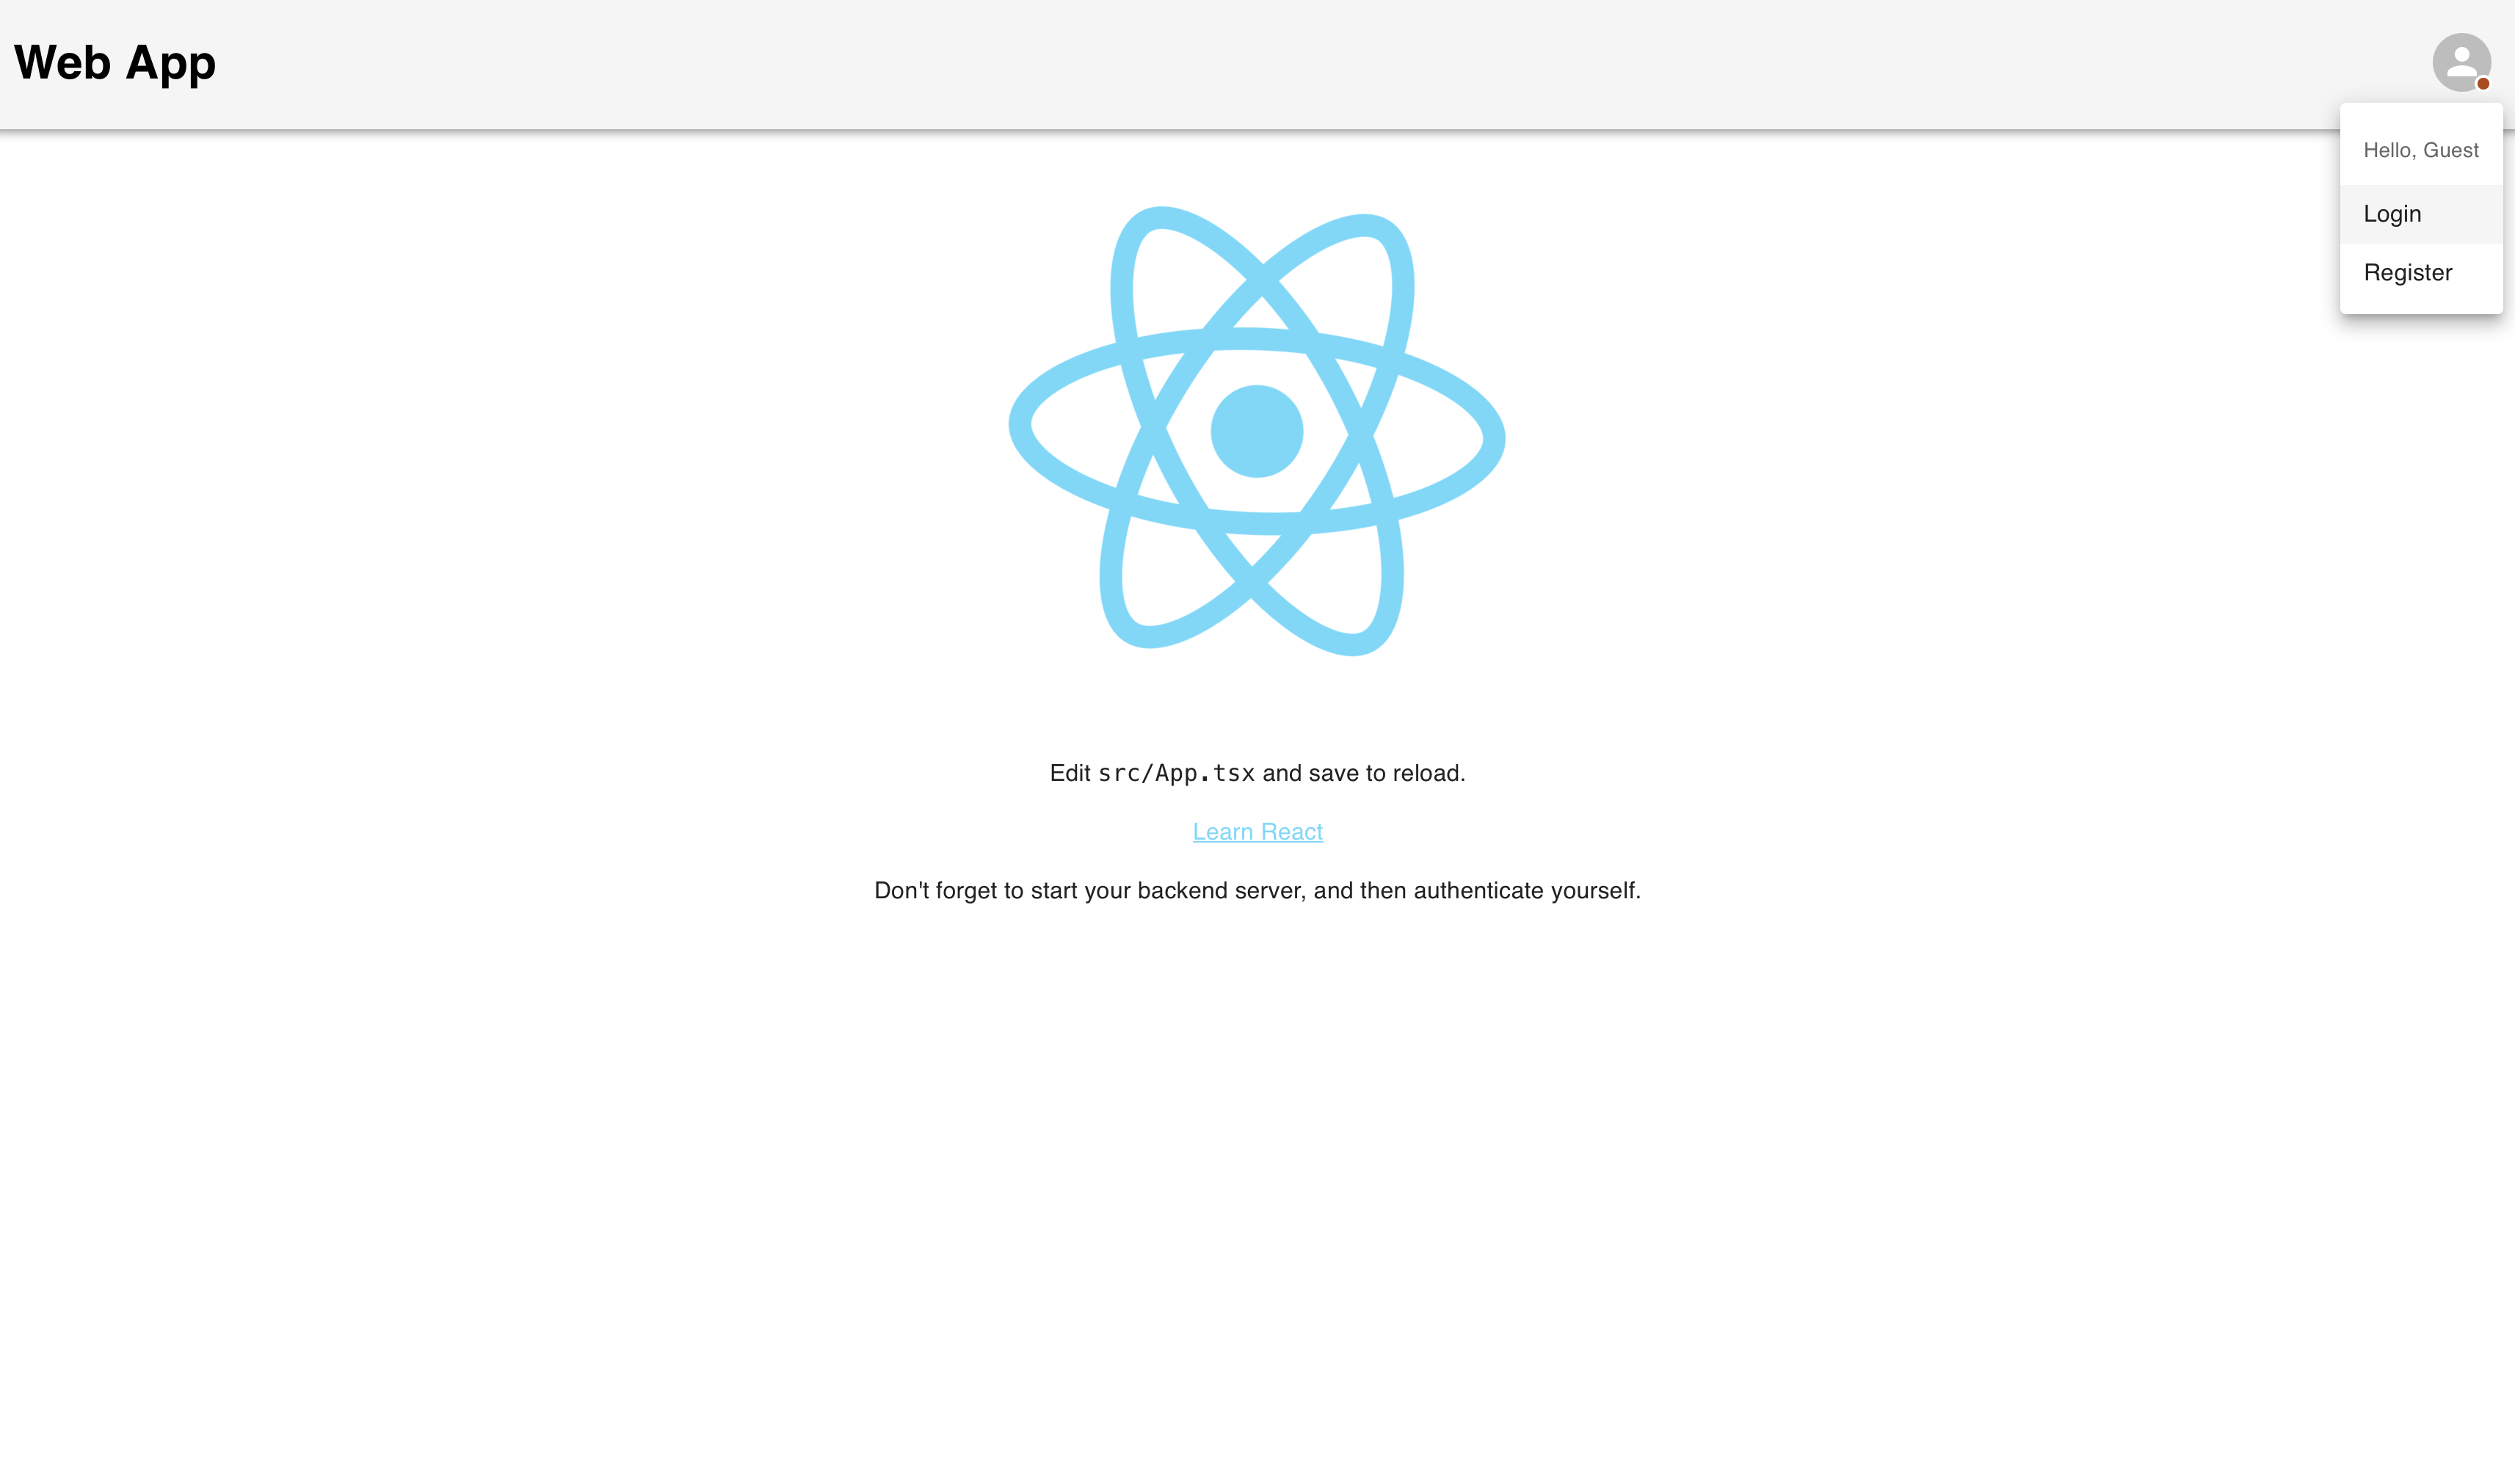 Web App
Hello, Guest
Login
Register
Edit src/App.tsx and save to reload.
Learn React
Don't forget to start your backend server, and then authenticate yourself.